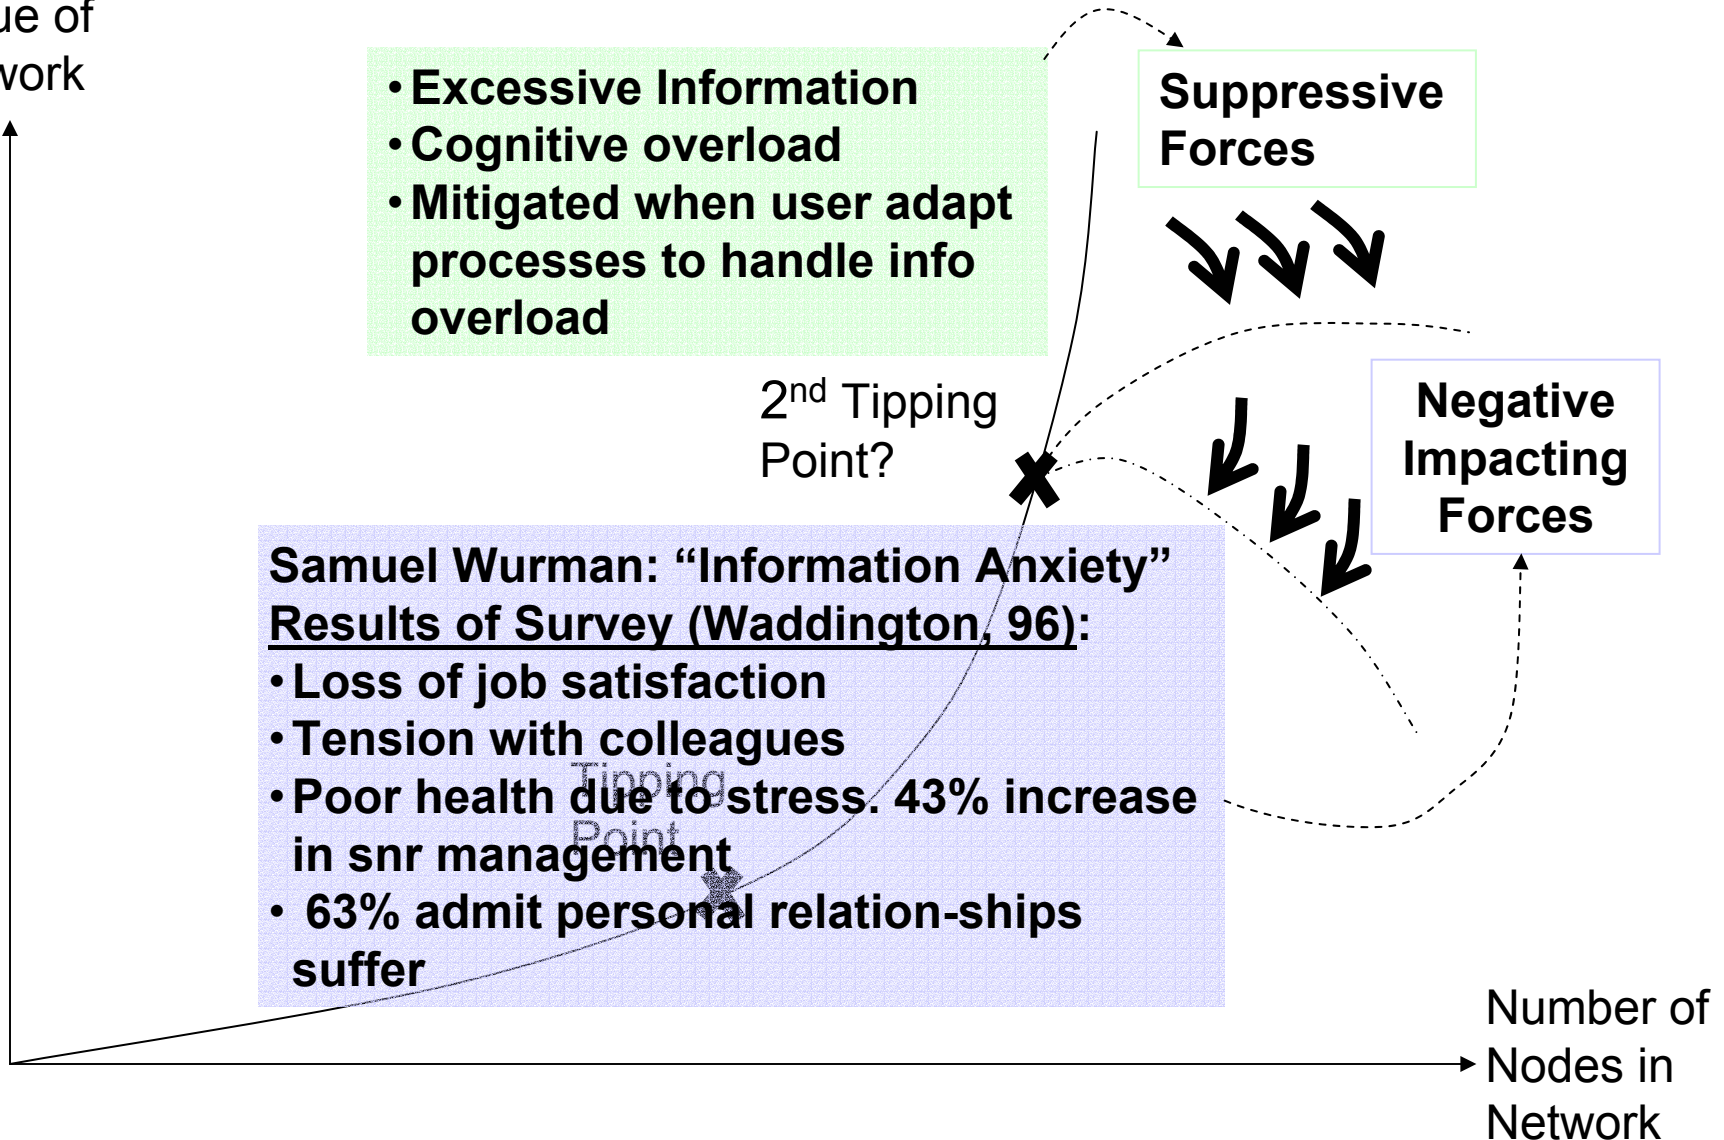 ue of
work
• Excessive Information
• Cognitive overload
• Mitigated when user adapt
processes to handle info
overload
Suppressive
Forces
2nd Tipping
Point?
Negative
Impacting
Forces
Samuel Wurman: “Information Anxiety”
Results of Survey (Waddington, 96):
• Loss of job satisfaction
• Tension with colleagues
• Poor health due to stress. 43% increase
in snr management
• 63% admit personal relation-ships
suffer
Tipping
Point
Number of
Nodes in
Network